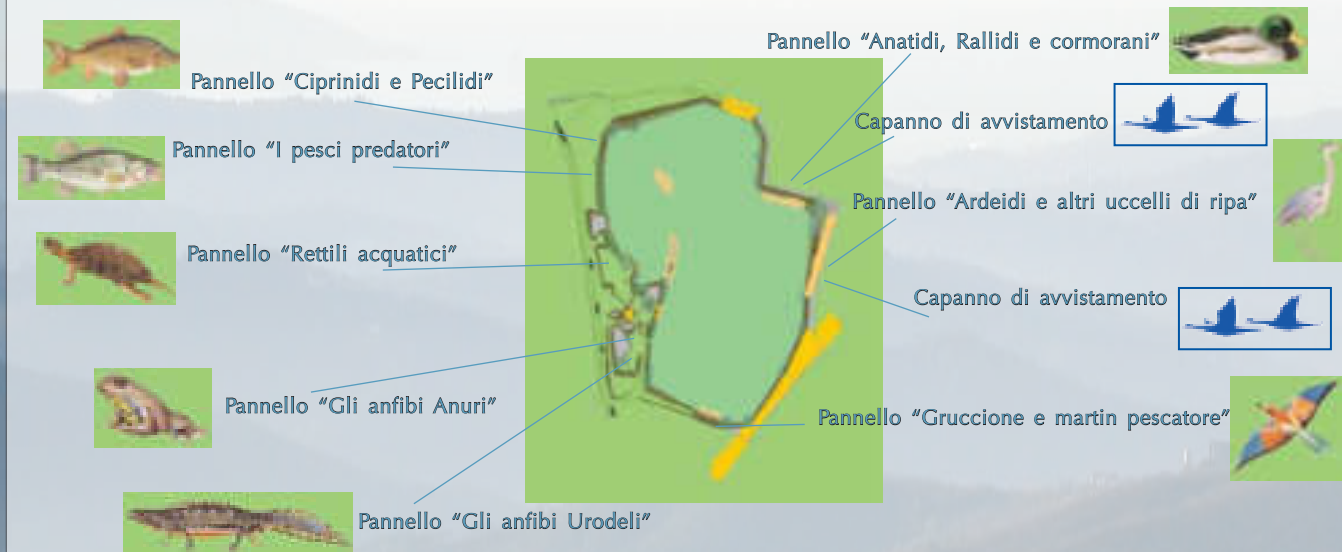 Pannello “Ciprinidi e Pecilidi”
Pannello “I pesci predatori”
Pannello “Rettili acquatici”
Pannello “Gli anfibi Anuri”
Pannello “Gli anfibi Urodeli”
Pannello “Anatidi, Rallidi e cormorani”
Capanno di avvistamento
Pannello “Ardeidi e altri uccelli di ripa”
Capanno di avvistamento
Pannello “Gruccione e martin pescatore”